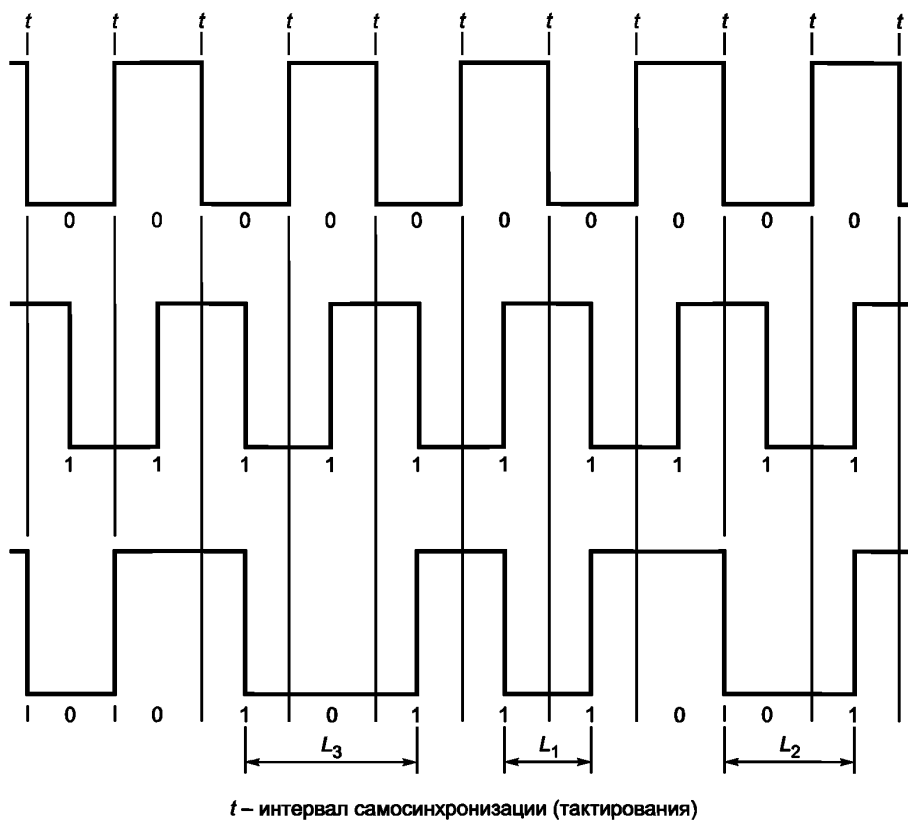 t t t t t t t t t t t
0 0 0 0 0 0 0 0 0 0
1 1 1 1 1 1 1 1 1 1
0 0 1 0 1 1 1 0 0 1
L3 L1 L2
t – интервал самосинхронизации (тактирования)